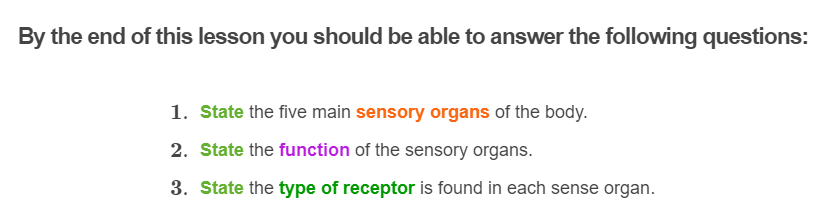 By the end of this lesson you should be able to answer the following questions:
1. State the five main sensory organs of the body.
2. State the function of the sensory organs.
3. State the type of receptor is found in each sense organ.